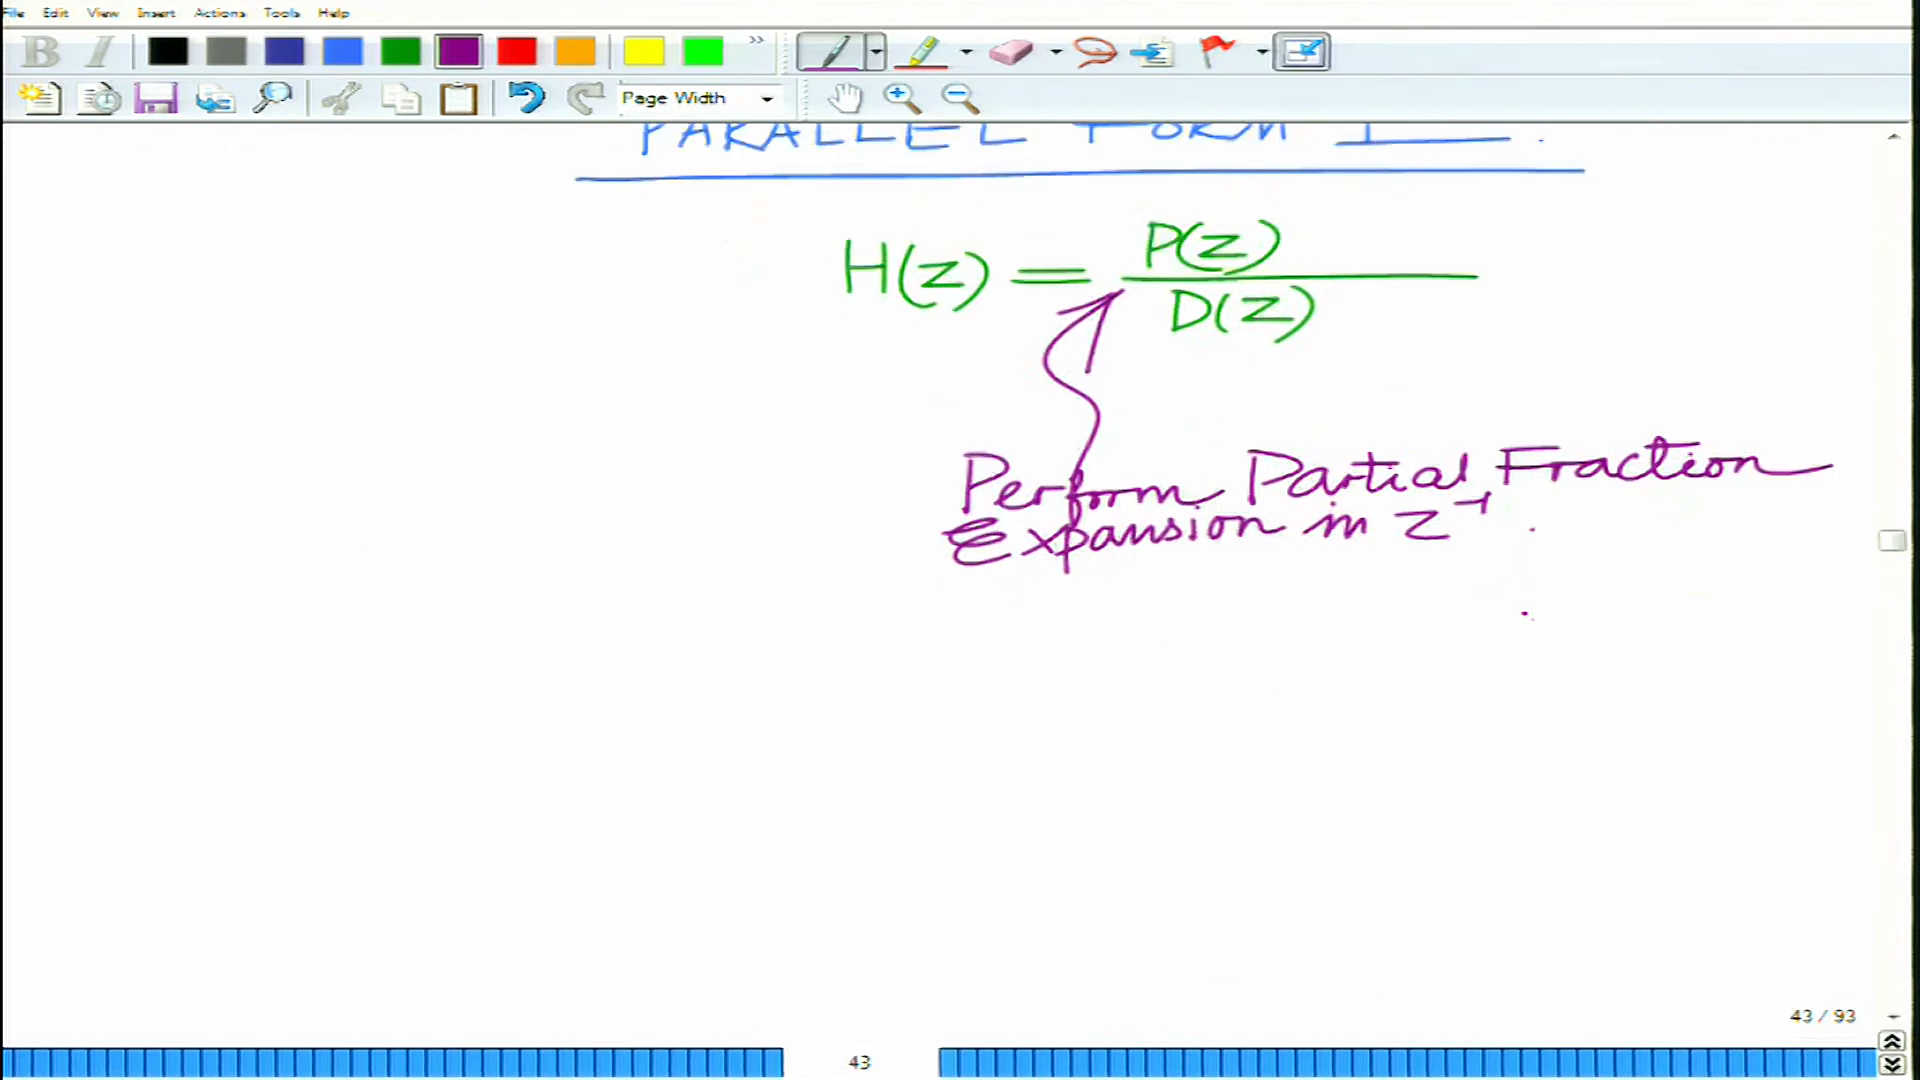 File Edit View Insert Actions Tools Help
B I
Page Width
PARALLEL FORM I.
H(z) = P(z)
D(z)
Perform Partial Fraction
Expansion in z⁻¹.
43 / 93
43